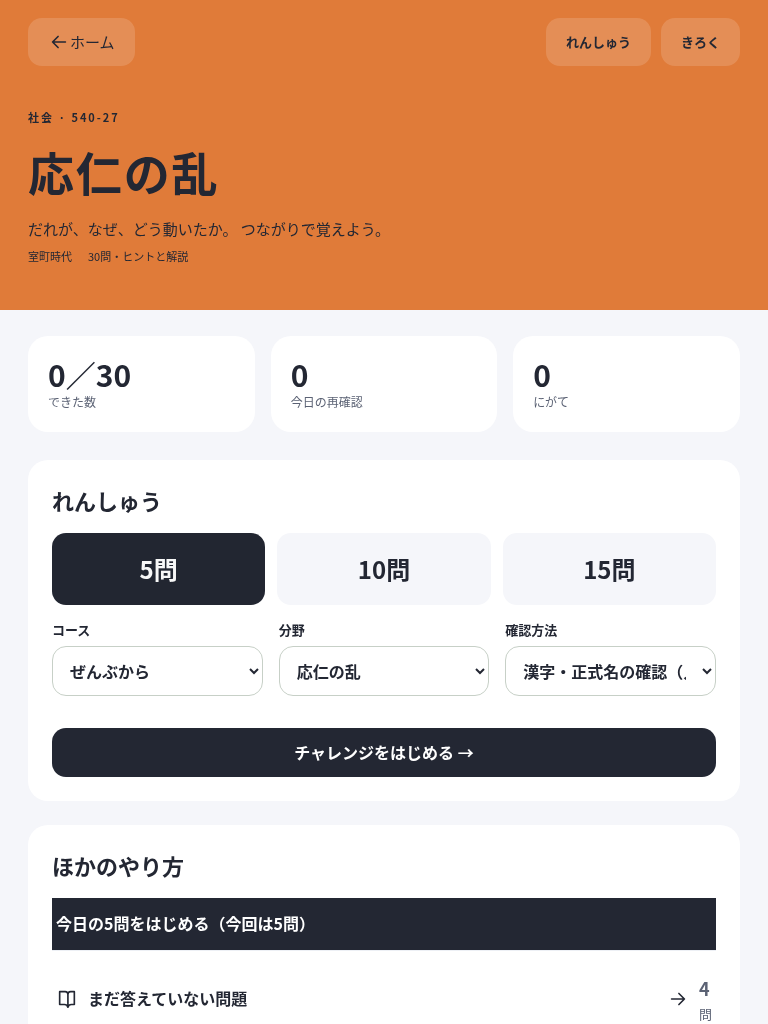 ← ホーム
れんしゅう
きろく
社会 · 540-27
応仁の乱
だれが、なぜ、どう動いたか。 つながりで覚えよう。
室町時代 30問・ヒントと解説
0／30
できた数
0
今日の再確認
0
にがて
れんしゅう
5問
10問
15問
コース
分野
確認方法
ぜんぶから
応仁の乱
漢字・正式名の確認（.
チャレンジをはじめる →
ほかのやり方
今日の5問をはじめる（今回は5問）
まだ答えていない問題
→
4
問